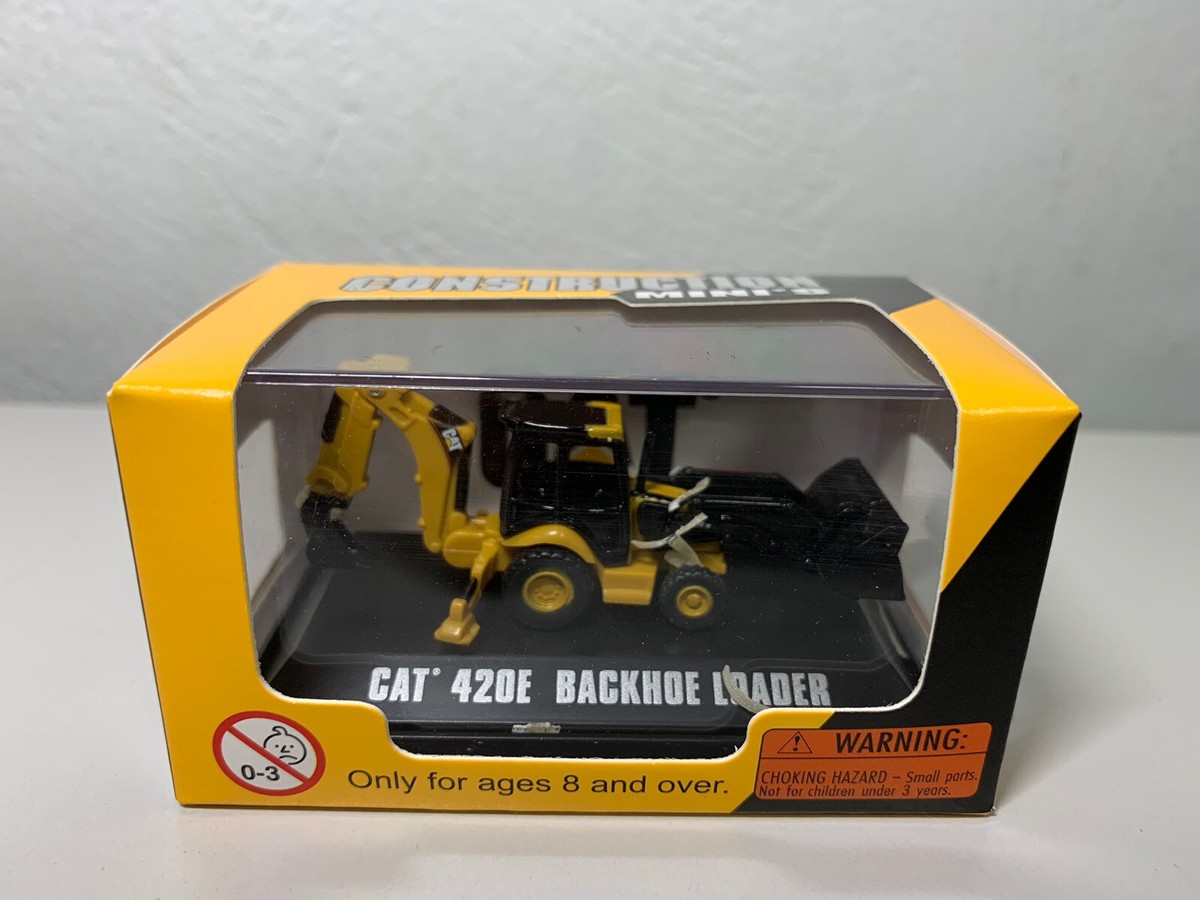 CONSTRUCTION
MINI'S
CAT
CAT® 420E BACKHOE LOADER
0-3
Only for ages 8 and over.
WARNING:
CHOKING HAZARD – Small parts.
Not for children under 3 years.